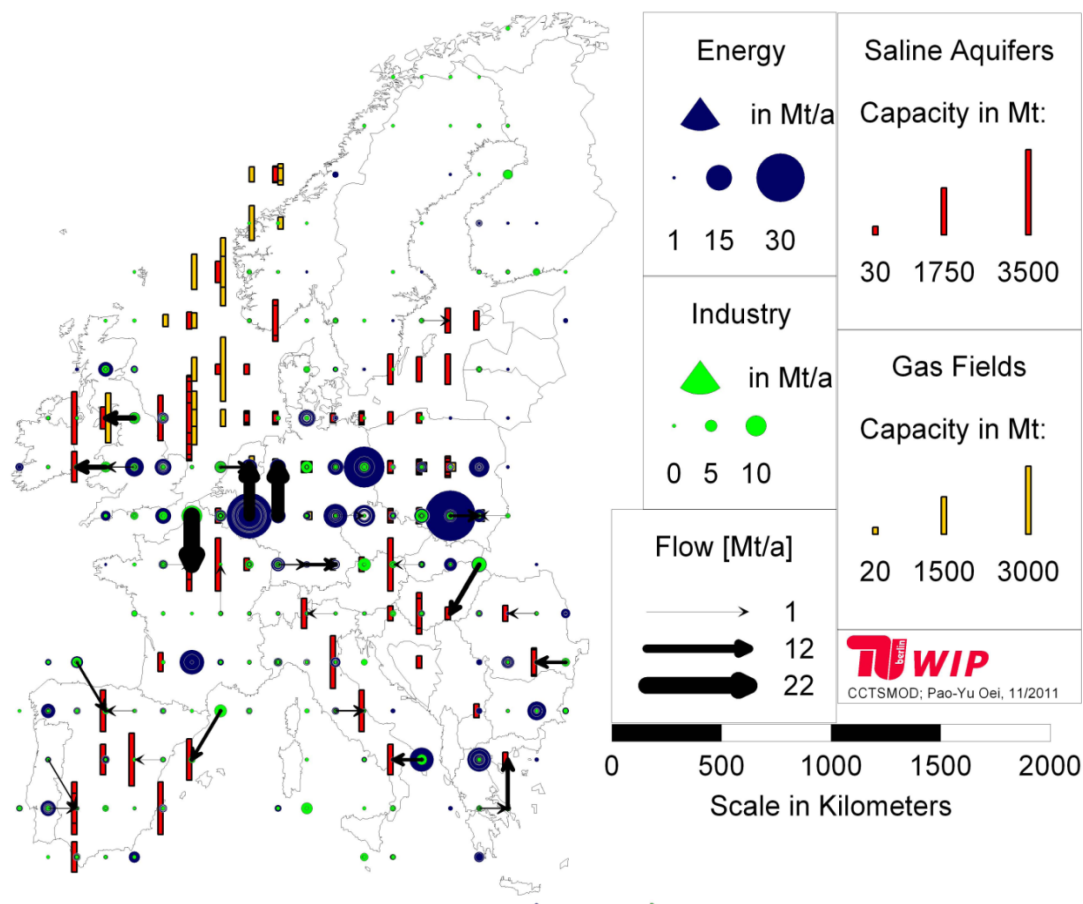 Energy
in Mt/a
1 15 30
Industry
in Mt/a
0 5 10
Flow [Mt/a]
1
12
22
Saline Aquifers
Capacity in Mt:
30 1750 3500
Gas Fields
Capacity in Mt:
20 1500 3000
berlin
WIP
CCTSMOD; Pao-Yu Oei, 11/2011
0 500 1000 1500 2000
Scale in Kilometers